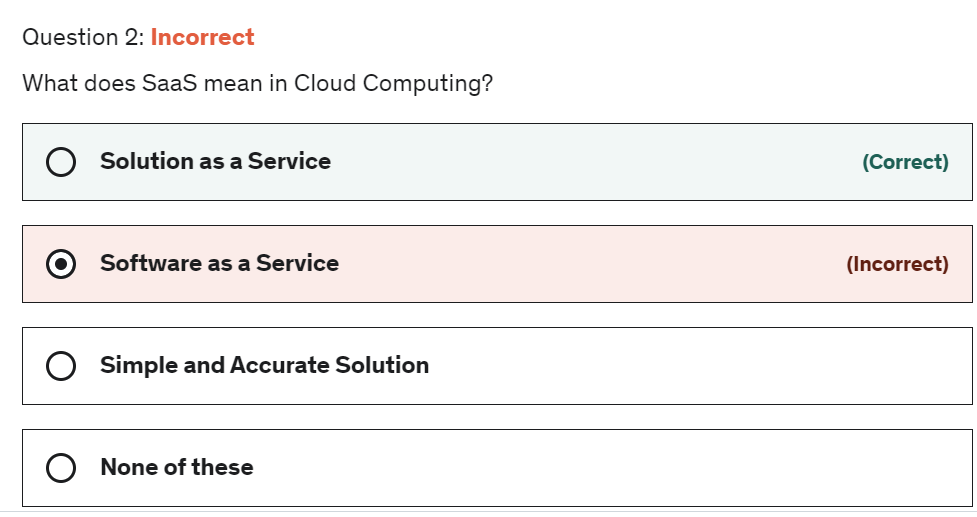 Question 2: Incorrect
What does SaaS mean in Cloud Computing?
Solution as a Service (Correct)
Software as a Service (Incorrect)
Simple and Accurate Solution
None of these